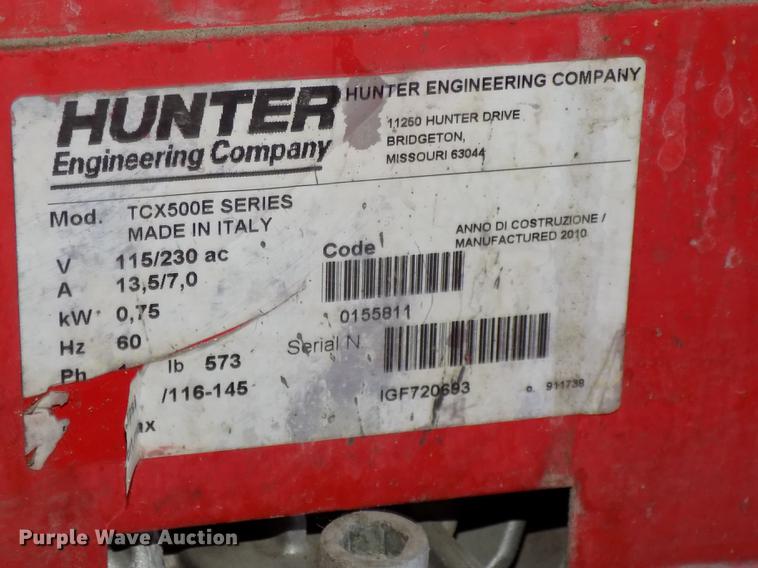 HUNTER
Engineering Company
HUNTER ENGINEERING COMPANY
11250 HUNTER DRIVE
BRIDGETON,
MISSOURI 63044
Mod. TCX500E SERIES
MADE IN ITALY
ANNO DI COSTRUZIONE /
MANUFACTURED 2010
V 115/230 ac
A 13,5/7,0
kW 0,75
Hz 60
Ph lb 573
/116-145
Code
0155811
Serial N
IGF720693
c. 911739
Purple Wave Auction